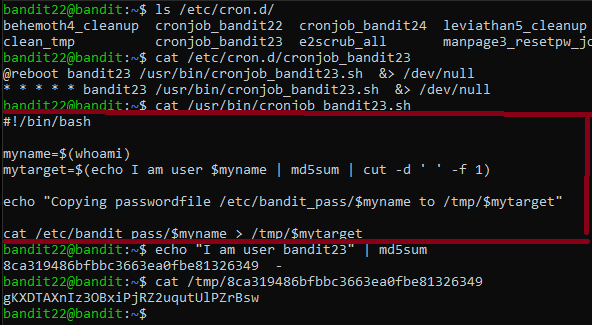 bandit22@bandit:~$ ls /etc/cron.d/
behemoth4_cleanup  cronjob_bandit22  cronjob_bandit24  leviathan5_cleanup
clean_tmp          cronjob_bandit23  e2scrub_all       manpage3_resetpw_jo
bandit22@bandit:~$ cat /etc/cron.d/cronjob_bandit23
@reboot bandit23 /usr/bin/cronjob_bandit23.sh  &> /dev/null
* * * * * bandit23 /usr/bin/cronjob_bandit23.sh  &> /dev/null
bandit22@bandit:~$ cat /usr/bin/cronjob_bandit23.sh
#!/bin/bash
myname=$(whoami)
mytarget=$(echo I am user $myname | md5sum | cut -d ' ' -f 1)
echo "Copying passwordfile /etc/bandit_pass/$myname to /tmp/$mytarget"
cat /etc/bandit_pass/$myname > /tmp/$mytarget
bandit22@bandit:~$ echo "I am user bandit23" | md5sum
8ca319486bfbbc3663ea0fbe81326349  -
bandit22@bandit:~$ cat /tmp/8ca319486bfbbc3663ea0fbe81326349
gKXDTAXnIz3OBxiPjRZ2uqutUlPZrBsw
bandit22@bandit:~$